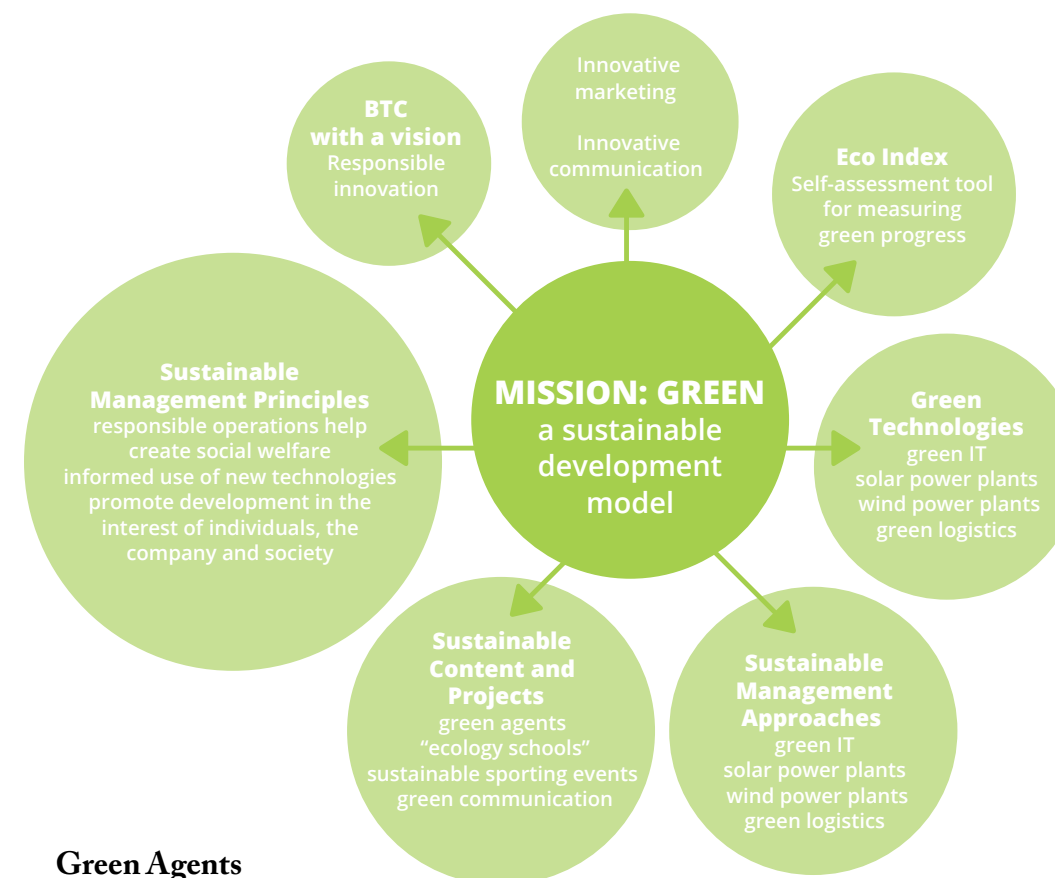 Innovative
marketing
Innovative
communication
BTC
with a vision
Responsible
innovation
Eco Index
Self-assessment tool
for measuring
green progress
MISSION: GREEN
a sustainable
development
model
Sustainable
Management Principles
responsible operations help
create social welfare
informed use of new technologies
promote development in the
interest of individuals, the
company and society
Green
Technologies
green IT
solar power plants
wind power plants
green logistics
Sustainable
Content and
Projects
green agents
“ecology schools”
sustainable sporting events
green communication
Sustainable
Management
Approaches
green IT
solar power plants
wind power plants
green logistics
Green Agents